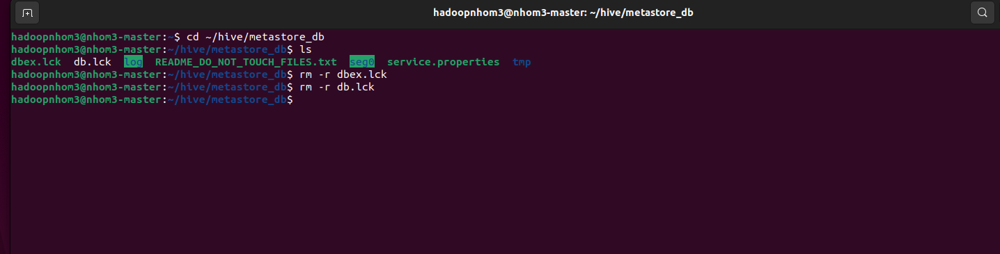 hadoopnhom3@nhom3-master: ~/hive/metastore_db
hadoopnhom3@nhom3-master:~$ cd ~/hive/metastore_db
hadoopnhom3@nhom3-master:~/hive/metastore_db$ ls
dbex.lck  db.lck  log  README_DO_NOT_TOUCH_FILES.txt  seg0  service.properties  tmp
hadoopnhom3@nhom3-master:~/hive/metastore_db$ rm -r dbex.lck
hadoopnhom3@nhom3-master:~/hive/metastore_db$ rm -r db.lck
hadoopnhom3@nhom3-master:~/hive/metastore_db$